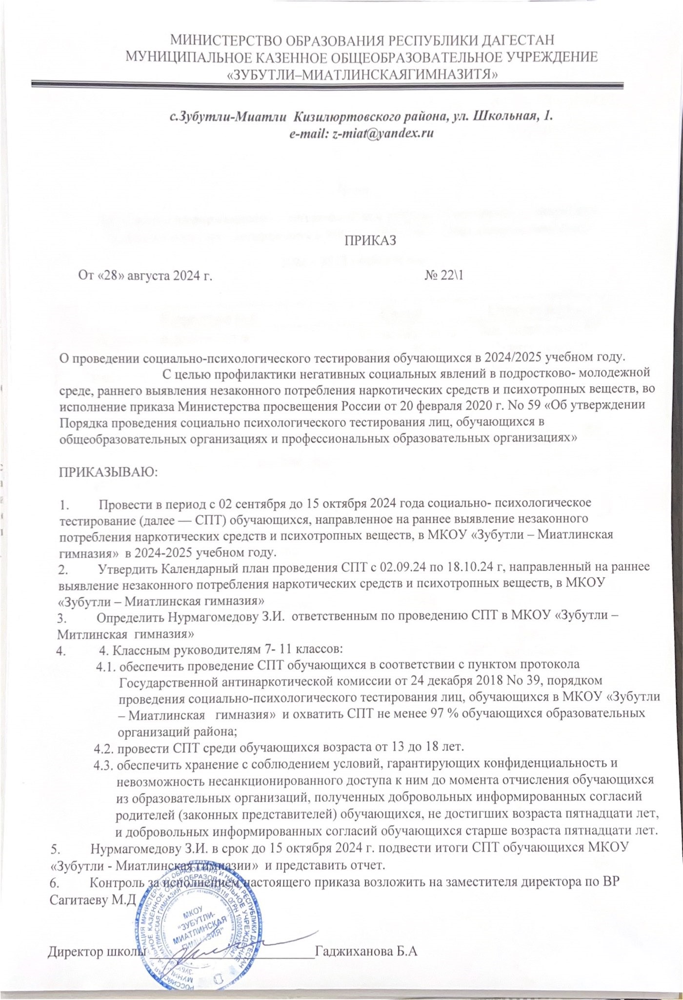 МИНИСТЕРСТВО ОБРАЗОВАНИЯ РЕСПУБЛИКИ ДАГЕСТАН
МУНИЦИПАЛЬНОЕ КАЗЕННОЕ ОБЩЕОБРАЗОВАТЕЛЬНОЕ УЧРЕЖДЕНИЕ
«ЗУБУТЛИ–МИАТЛИНСКАЯГИМНАЗИТЯ»
с.Зубутли-Миатли Кизилюртовского района, ул. Школьная, 1.
e-mail: z-miat@yandex.ru
ПРИКАЗ
От «28» августа 2024 г. № 22\1
О проведении социально-психологического тестирования обучающихся в 2024/2025 учебном году.
С целью профилактики негативных социальных явлений в подростково- молодежной
среде, раннего выявления незаконного потребления наркотических средств и психотропных веществ, во
исполнение приказа Министерства просвещения России от 20 февраля 2020 г. No 59 «Об утверждении
Порядка проведения социально психологического тестирования лиц, обучающихся в
общеобразовательных организациях и профессиональных образовательных организациях»
ПРИКАЗЫВАЮ:
1. Провести в период с 02 сентября до 15 октября 2024 года социально- психологическое
тестирование (далее — СПТ) обучающихся, направленное на раннее выявление незаконного
потребления наркотических средств и психотропных веществ, в МКОУ «Зубутли – Миатлинская
гимназия» в 2024-2025 учебном году.
2. Утвердить Календарный план проведения СПТ с 02.09.24 по 18.10.24 г, направленный на раннее
выявление незаконного потребления наркотических средств и психотропных веществ, в МКОУ
«Зубутли – Миатлинская гимназия»
3. Определить Нурмагомедову З.И. ответственным по проведению СПТ в МКОУ «Зубутли –
Митлинская гимназия»
4. 4. Классным руководителям 7- 11 классов:
4.1. обеспечить проведение СПТ обучающихся в соответствии с пунктом протокола
Государственной антинаркотической комиссии от 24 декабря 2018 No 39, порядком
проведения социально-психологического тестирования лиц, обучающихся в МКОУ «Зубутли
– Миатлинская гимназия» и охватить СПТ не менее 97 % обучающихся образовательных
организаций района;
4.2. провести СПТ среди обучающихся возраста от 13 до 18 лет.
4.3. обеспечить хранение с соблюдением условий, гарантирующих конфиденциальность и
невозможность несанкционированного доступа к ним до момента отчисления обучающихся
из образовательных организаций, полученных добровольных информированных согласий
родителей (законных представителей) обучающихся, не достигших возраста пятнадцати лет,
и добровольных информированных согласий обучающихся старше возраста пятнадцати лет.
5. Нурмагомедову З.И. в срок до 15 октября 2024 г. подвести итоги СПТ обучающихся МКОУ
«Зубутли - Миатлинская гимназии» и представить отчет.
6. Контроль за исполнением настоящего приказа возложить на заместителя директора по ВР
Сагитаеву М.Д
МКОУ
"ЗУБУТЛИ-
МИАТЛИНСКАЯ
ГИМНАЗИЯ"
Директор школы Гаджиханова Б.А